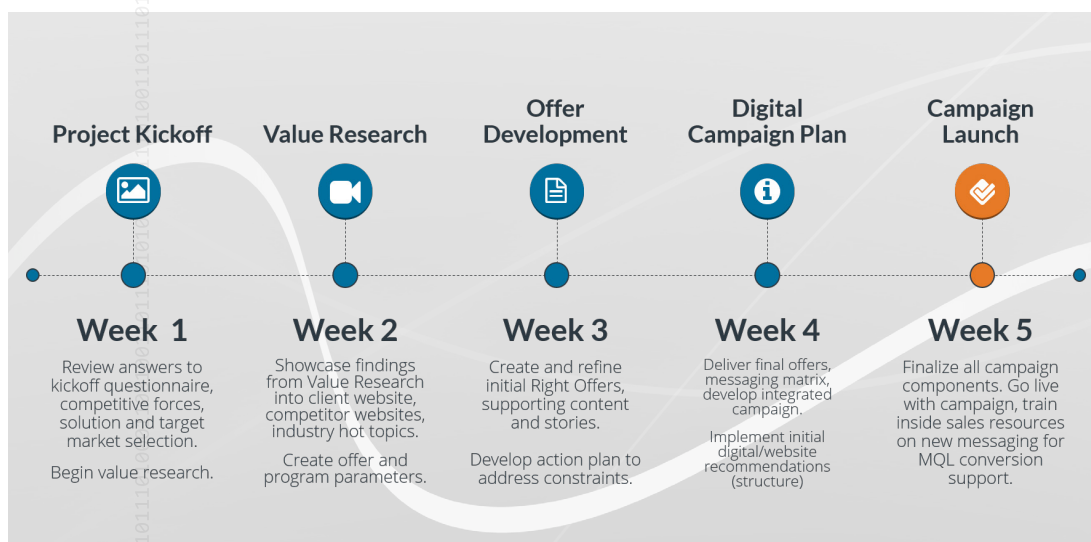 Project Kickoff
Value Research
Offer
Development
Digital
Campaign Plan
Campaign
Launch
Week 1
Review answers to
kickoff questionnaire,
competitive forces,
solution and target
market selection.
Begin value research.
Week 2
Showcase findings
from Value Research
into client website,
competitor websites,
industry hot topics.
Create offer and
program parameters.
Week 3
Create and refine
initial Right Offers,
supporting content
and stories.
Develop action plan to
address constraints.
Week 4
Deliver final offers,
messaging matrix,
develop integrated
campaign.
Implement initial
digital/website
recommendations
(structure)
Week 5
Finalize all campaign
components. Go live
with campaign, train
inside sales resources
on new messaging for
MQL conversion
support.